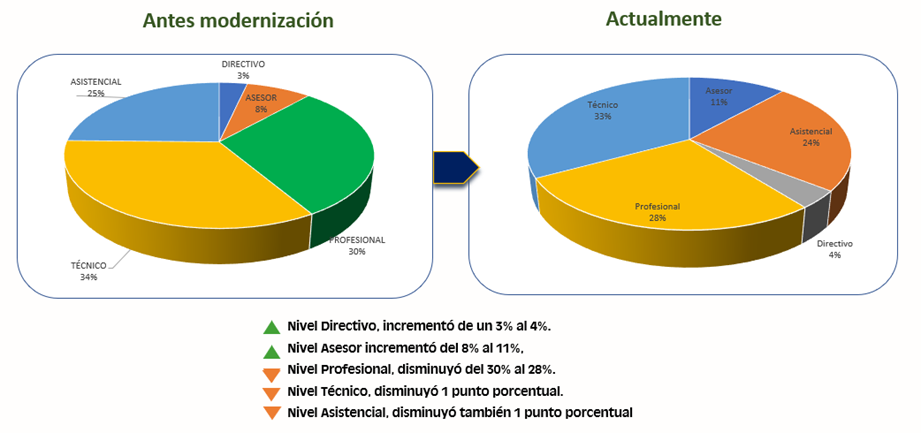 Antes modernización
Actualmente
DIRECTIVO
3%
ASISTENCIAL
25%
ASESOR
8%
PROFESIONAL
30%
TÉCNICO
34%
Asesor
11%
Técnico
33%
Asistencial
24%
Profesional
28%
Directivo
4%
Nivel Directivo, incrementó de un 3% al 4%.
Nivel Asesor incrementó del 8% al 11%,
Nivel Profesional, disminuyó del 30% al 28%.
Nivel Técnico, disminuyó 1 punto porcentual.
Nivel Asistencial, disminuyó también 1 punto porcentual